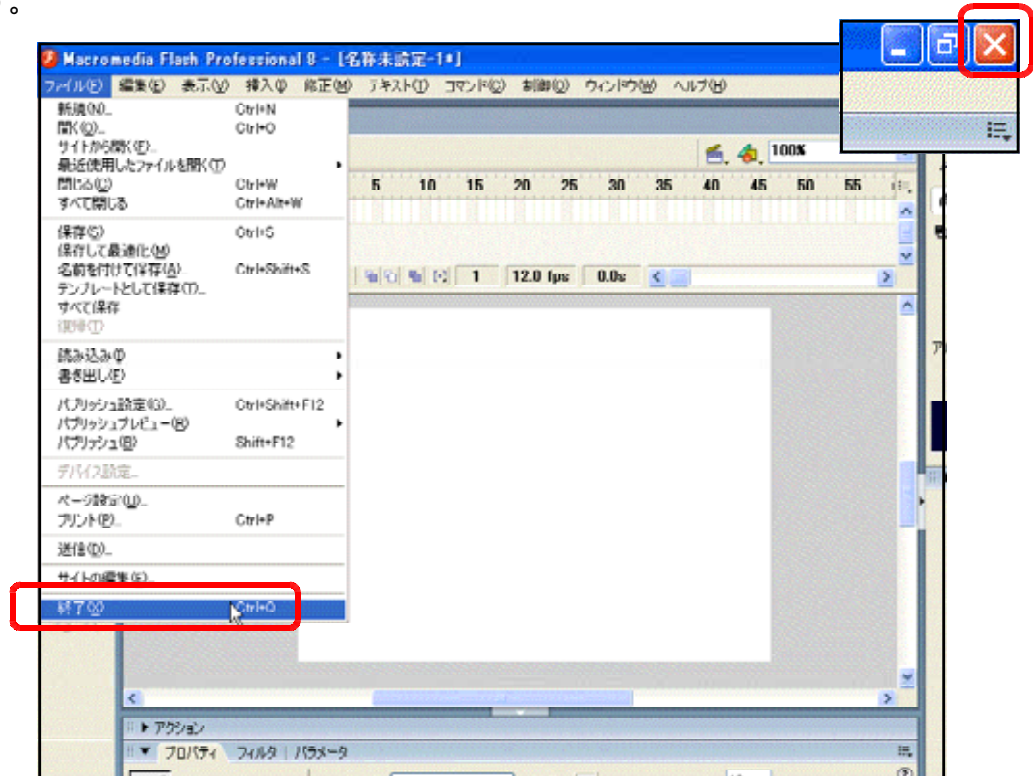 。
Macromedia Flash Professional 8 - [名称未設定-1*]
ファイル(F) 編集(E) 表示(V) 挿入(I) 修正(M) テキスト(T) コマンド(C) 制御(O) ウィンドウ(W) ヘルプ(H)
新規(N)... Ctrl+N
開く(O)... Ctrl+O
サイトから開く(F)...
最近使用したファイルを開く(T)
閉じる(C) Ctrl+W
すべて閉じる Ctrl+Alt+W
保存(S) Ctrl+S
保存して最適化(M)
名前を付けて保存(A)... Ctrl+Shift+S
テンプレートとして保存(T)...
すべて保存
復帰(T)
読み込み(I)
書き出し(E)
パブリッシュ設定(G)... Ctrl+Shift+F12
パブリッシュプレビュー(R)
パブリッシュ(B) Shift+F12
デバイス設定...
ページ設定(U)...
プリント(P)... Ctrl+P
送信(D)...
サイトの編集(E)...
終了(X) Ctrl+Q
100%
5 10 15 20 25 30 35 40 45 50 55
1 12.0 fps 0.0s
ア
アクション
プロパティ フィルタ パラメータ